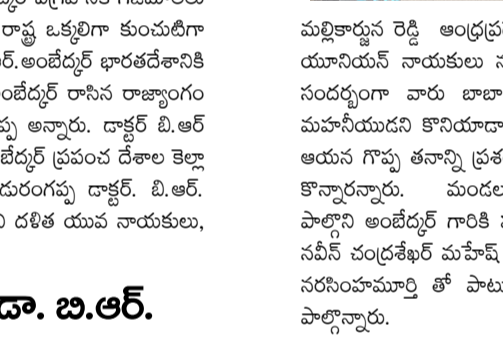 రాష్ట్ర ఒక్కలిగా కుంచుటిగా
ర్.అంబేద్కర్ భారతదేశానికి
ంబేద్కర్ రాసిన రాజ్యాంగం
ప్ప అన్నారు. డాక్టర్ బి.ఆర్
బేద్కర్ ప్రపంచ దేశాల కెల్లా
డురంగప్ప డాక్టర్. బి.ఆర్.
దళిత యువ నాయకులు,
డా. బి.ఆర్.
మల్లికార్జున రెడ్డి ఆంధ్రప్ర
యూనియన్ నాయకులు
సందర్భంగా వారు బాబా
మహనీయుడని కొనియాడా
ఆయన గొప్ప తనాన్ని ప్రశ
కొన్నారన్నారు. మండల
పాల్గొని అంబేద్కర్ గారికి
నవీన్ చంద్రశేఖర్ మహేష్
నరసింహమూర్తి తో పాటు
పాల్గొన్నారు.